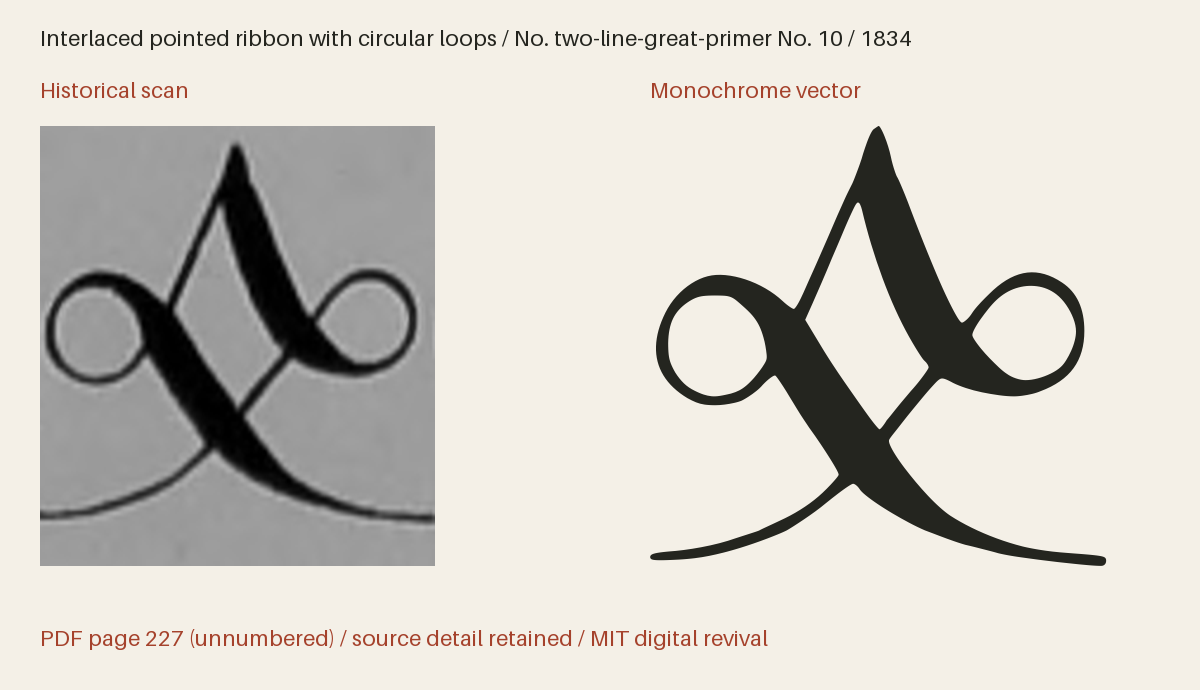 Interlaced pointed ribbon with circular loops / No. two-line-great-primer No. 10 / 1834
Historical scan
Monochrome vector
PDF page 227 (unnumbered) / source detail retained / MIT digital revival